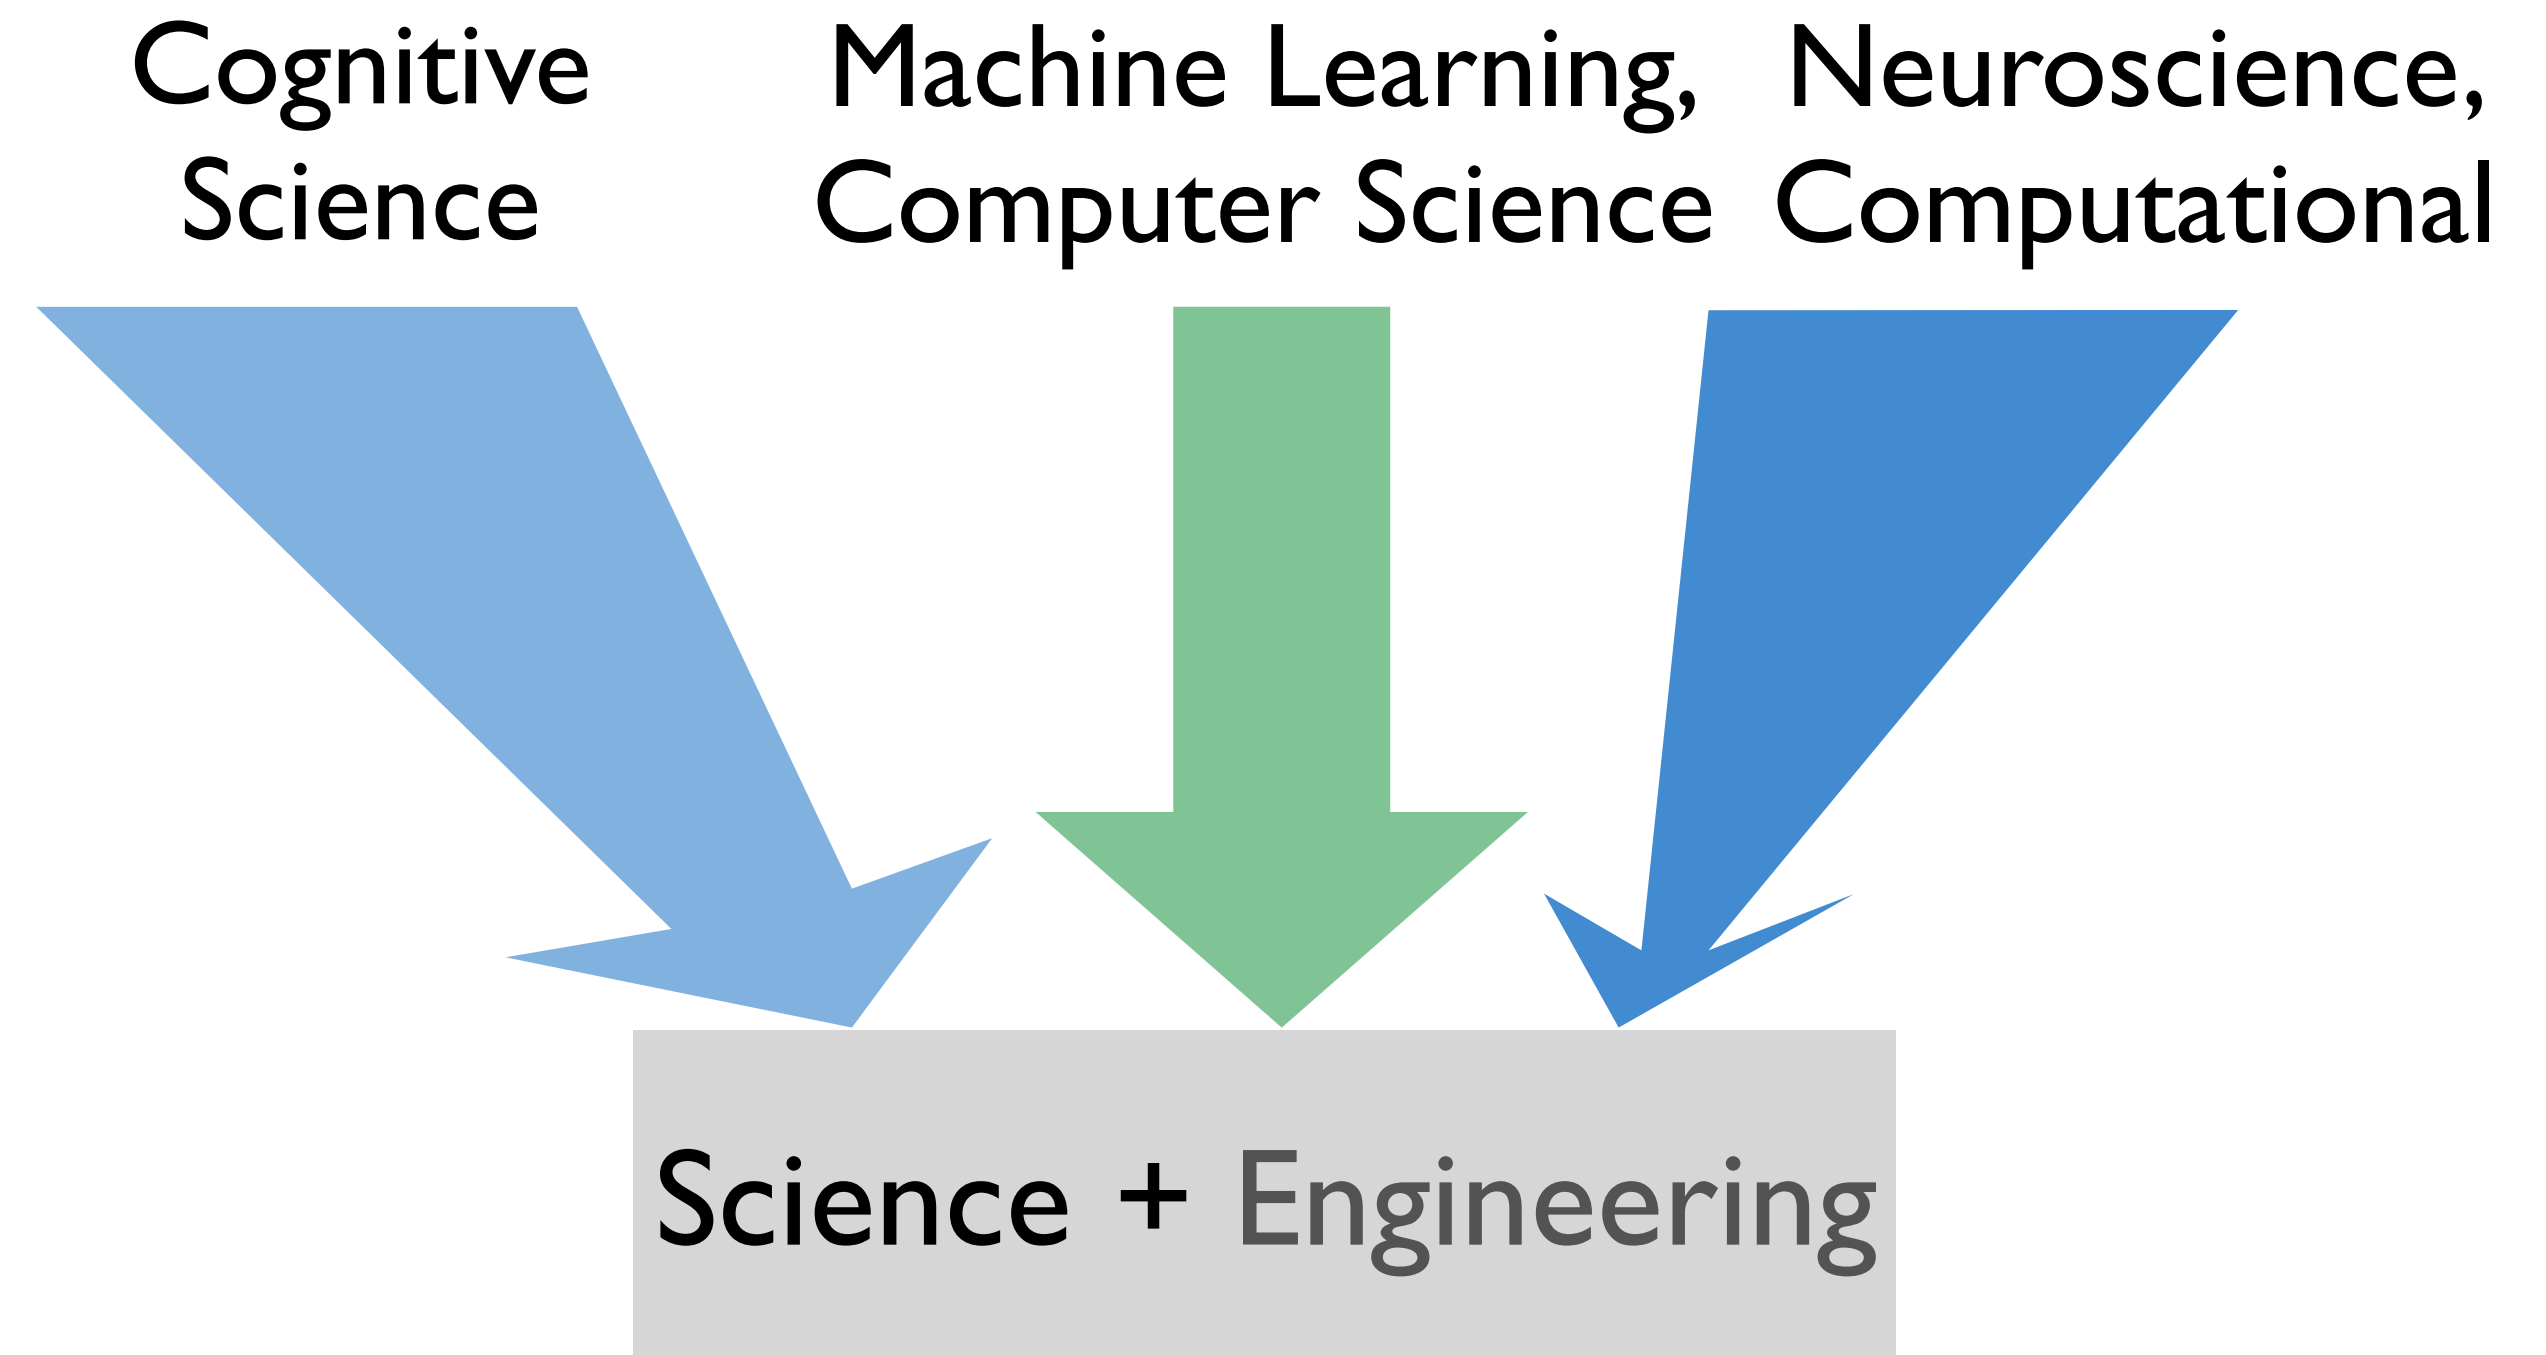 Cognitive
Science
Machine Learning,
Computer Science
Neuroscience,
Computational
Science + Engineering